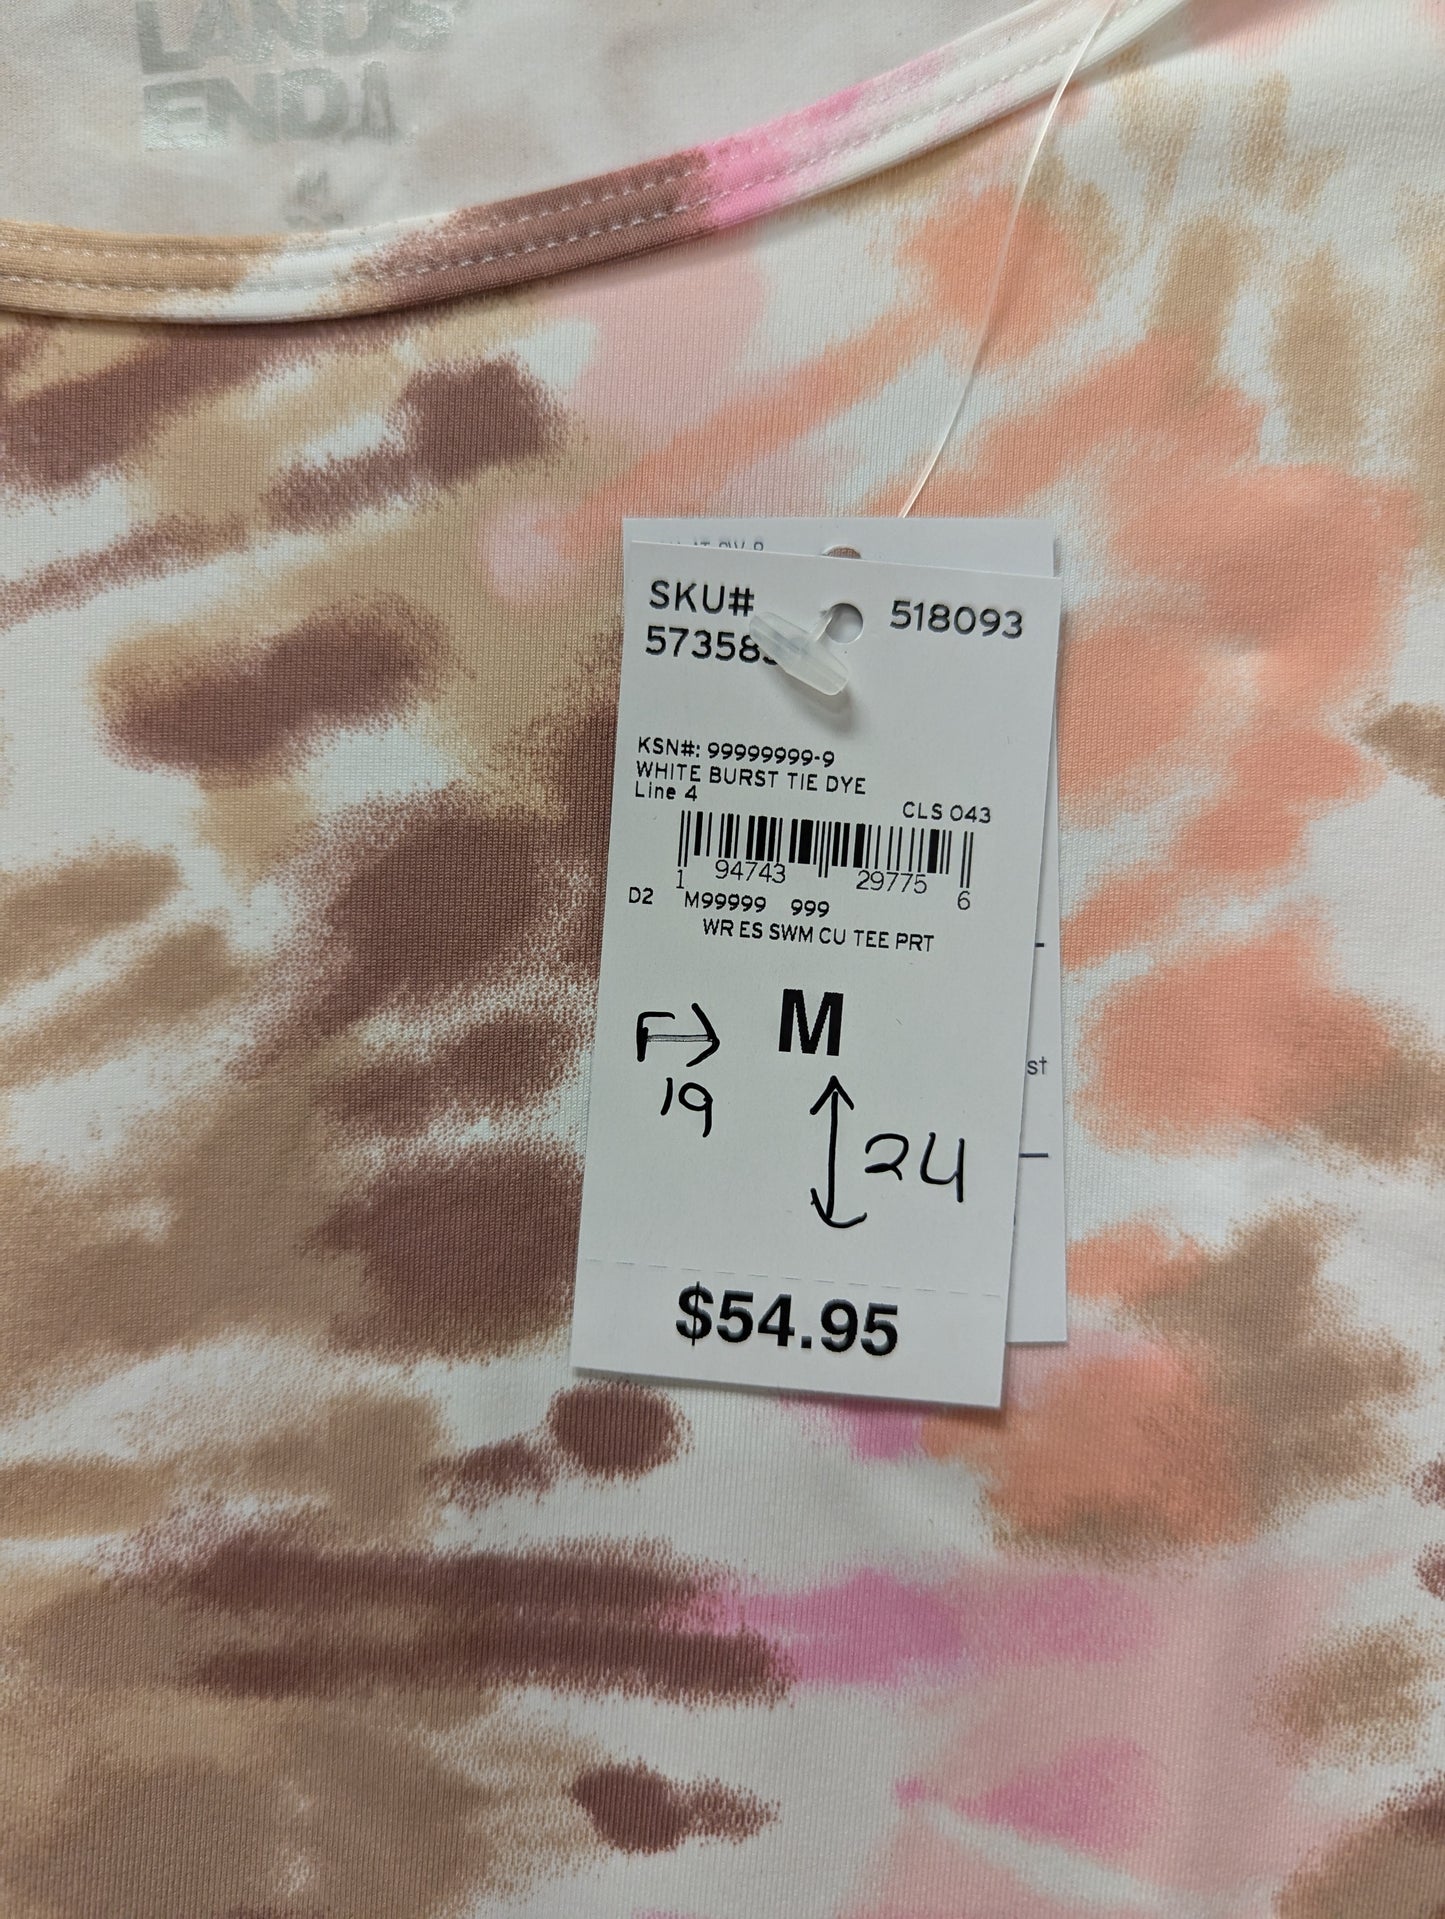 LANDS'
END
M
SKU# 518093
KSN#: 99999999-9
WHITE BURST TIE DYE
Line 4 CLS 043
1 94743 29775 6
D2 M99999 999
WR ES SWM CU TEE PRT
F M
19
24
$54.95
st